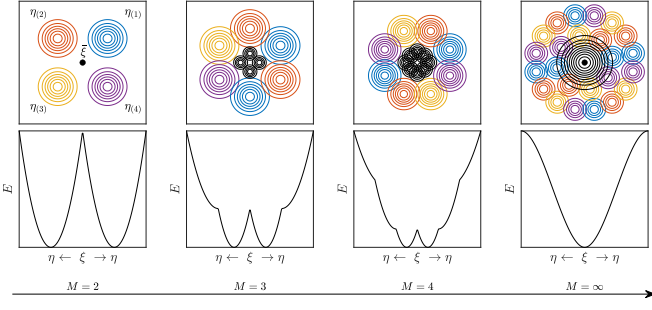 η(2) η(1)
ξ̄
η(3) η(4)
E E E E
η ← ξ → η η ← ξ → η η ← ξ → η η ← ξ → η
M = 2 M = 3 M = 4 M = ∞